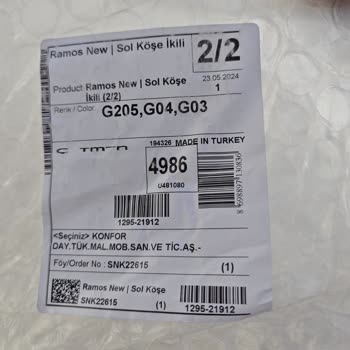 Ramos New | Sol Köşe İkili
2/2
23.05.2024
Product: Ramos New | Sol Köşe
İkili (2/2)
1
Renk / Color:
G205,G04,G03
194326 MADE IN TURKEY
4986
0481080
1295-21912
<Seçiniz> KONFOR
DAY.TÜK.MAL.MOB.SAN.VE TİC.AŞ.-
Föy/Order No : SNK22615
(1)
Ramos New | Sol Köşe
SNK22615
(1)
1295-21912